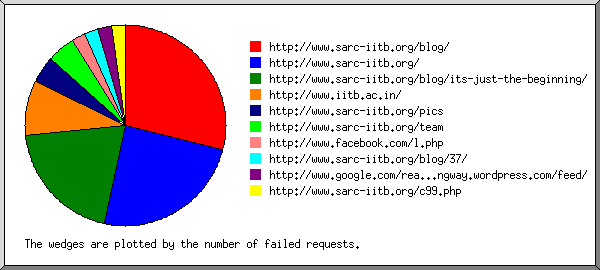 http://www.sarc-iitb.org/blog/
http://www.sarc-iitb.org/
http://www.sarc-iitb.org/blog/its-just-the-beginning/
http://www.iitb.ac.in/
http://www.sarc-iitb.org/pics
http://www.sarc-iitb.org/team
http://www.facebook.com/l.php
http://www.sarc-iitb.org/blog/37/
http://www.google.com/rea...ngway.wordpress.com/feed/
http://www.sarc-iitb.org/c99.php
The wedges are plotted by the number of failed requests.